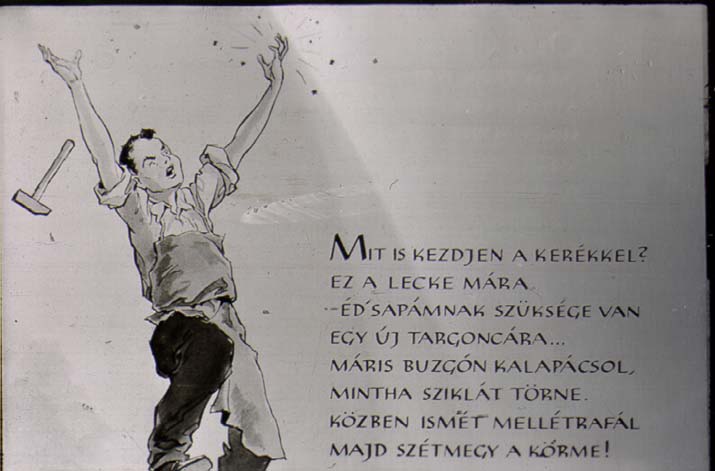 MIT IS KEZDJEN A KERÉKKEL?
EZ A LECKE MÁRA.
-ÉD'SAPÁMNAK SZÜKSÉGE VAN
EGY ÚJ TARGONCÁRA...
MÁRIS BUZGÓN KALAPÁCSOL,
MINTHA SZIKLÁT TÖRNE.
KÖZBEN ISMÉT MELLÉTRAFÁL
MAJD SZÉTMEGY A KÖRME!